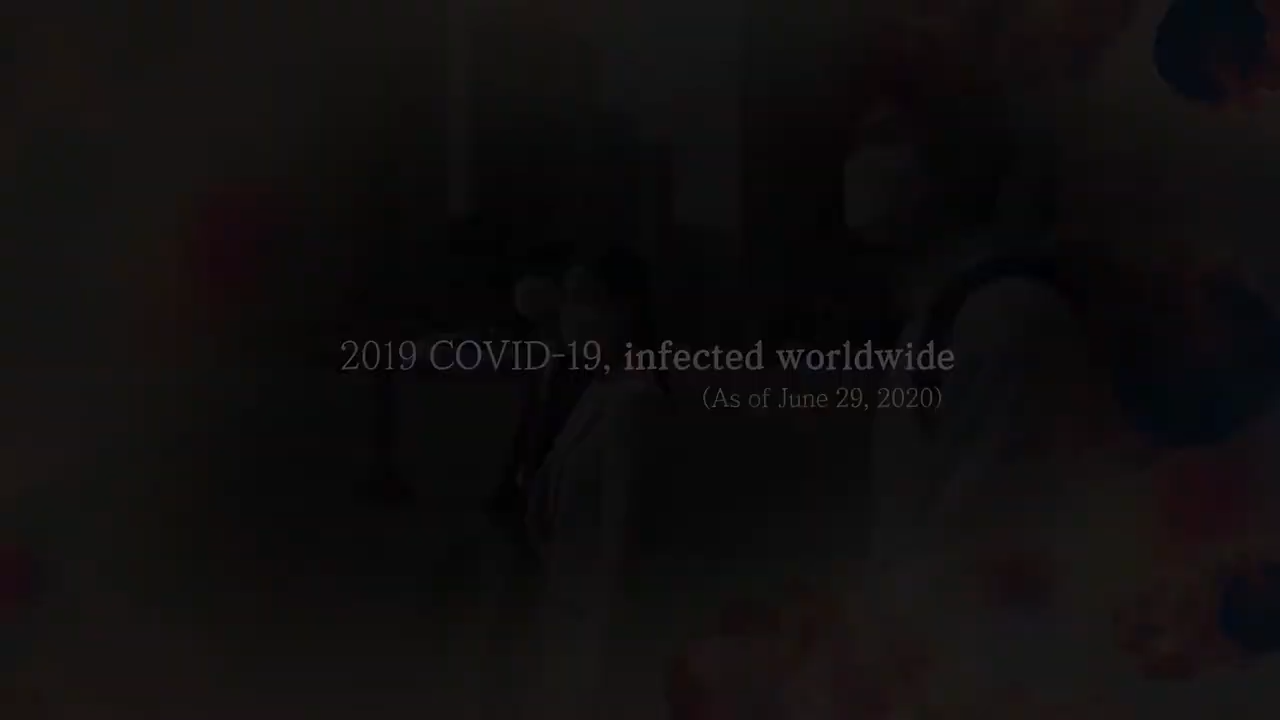 2019 COVID-19, infected worldwide
(As of June 29, 2020)